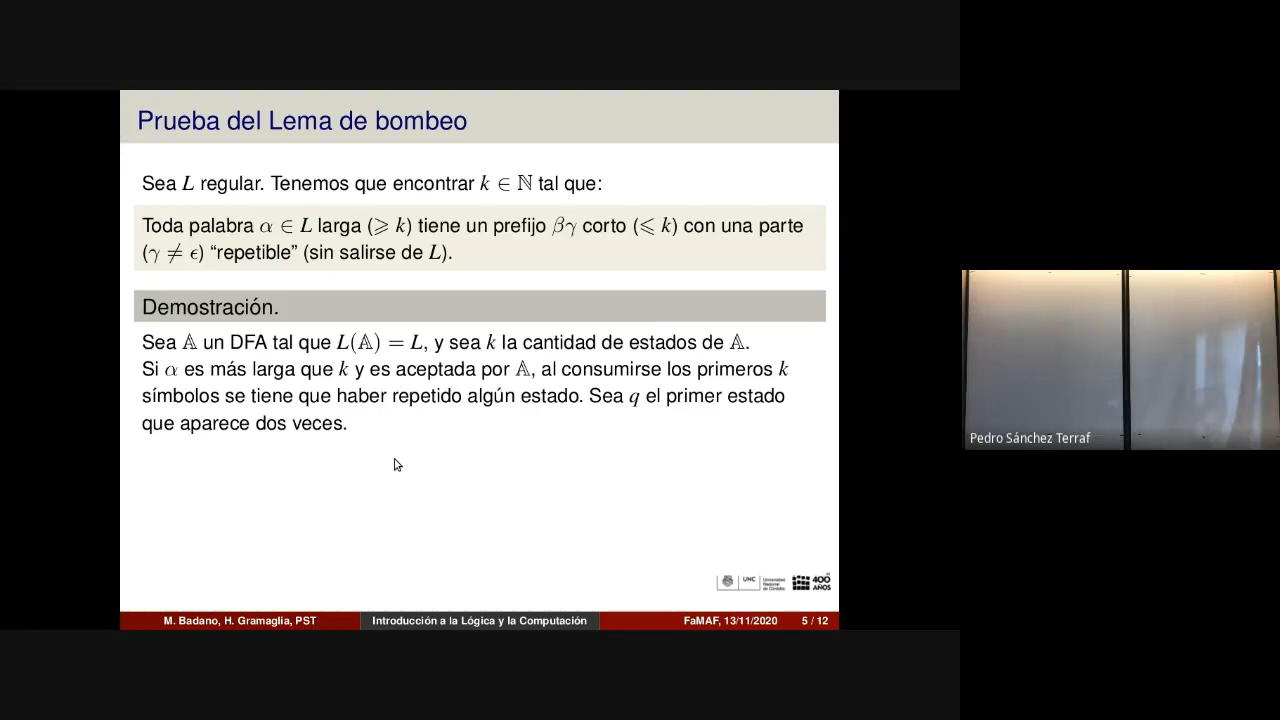 Prueba del Lema de bombeo
Sea L regular. Tenemos que encontrar k ∈ ℕ tal que:
Toda palabra α ∈ L larga (⩾ k) tiene un prefijo βγ corto (⩽ k) con una parte
(γ ≠ ϵ) “repetible” (sin salirse de L).
Demostración.
Sea 𝔸 un DFA tal que L(𝔸) = L, y sea k la cantidad de estados de 𝔸.
Si α es más larga que k y es aceptada por 𝔸, al consumirse los primeros k
símbolos se tiene que haber repetido algún estado. Sea q el primer estado
que aparece dos veces.
Pedro Sánchez Terraf
UNC
Universidad
Nacional
de Córdoba
400
AÑOS
M. Badano, H. Gramaglia, PST
Introducción a la Lógica y la Computación
FaMAF, 13/11/2020
5 / 12